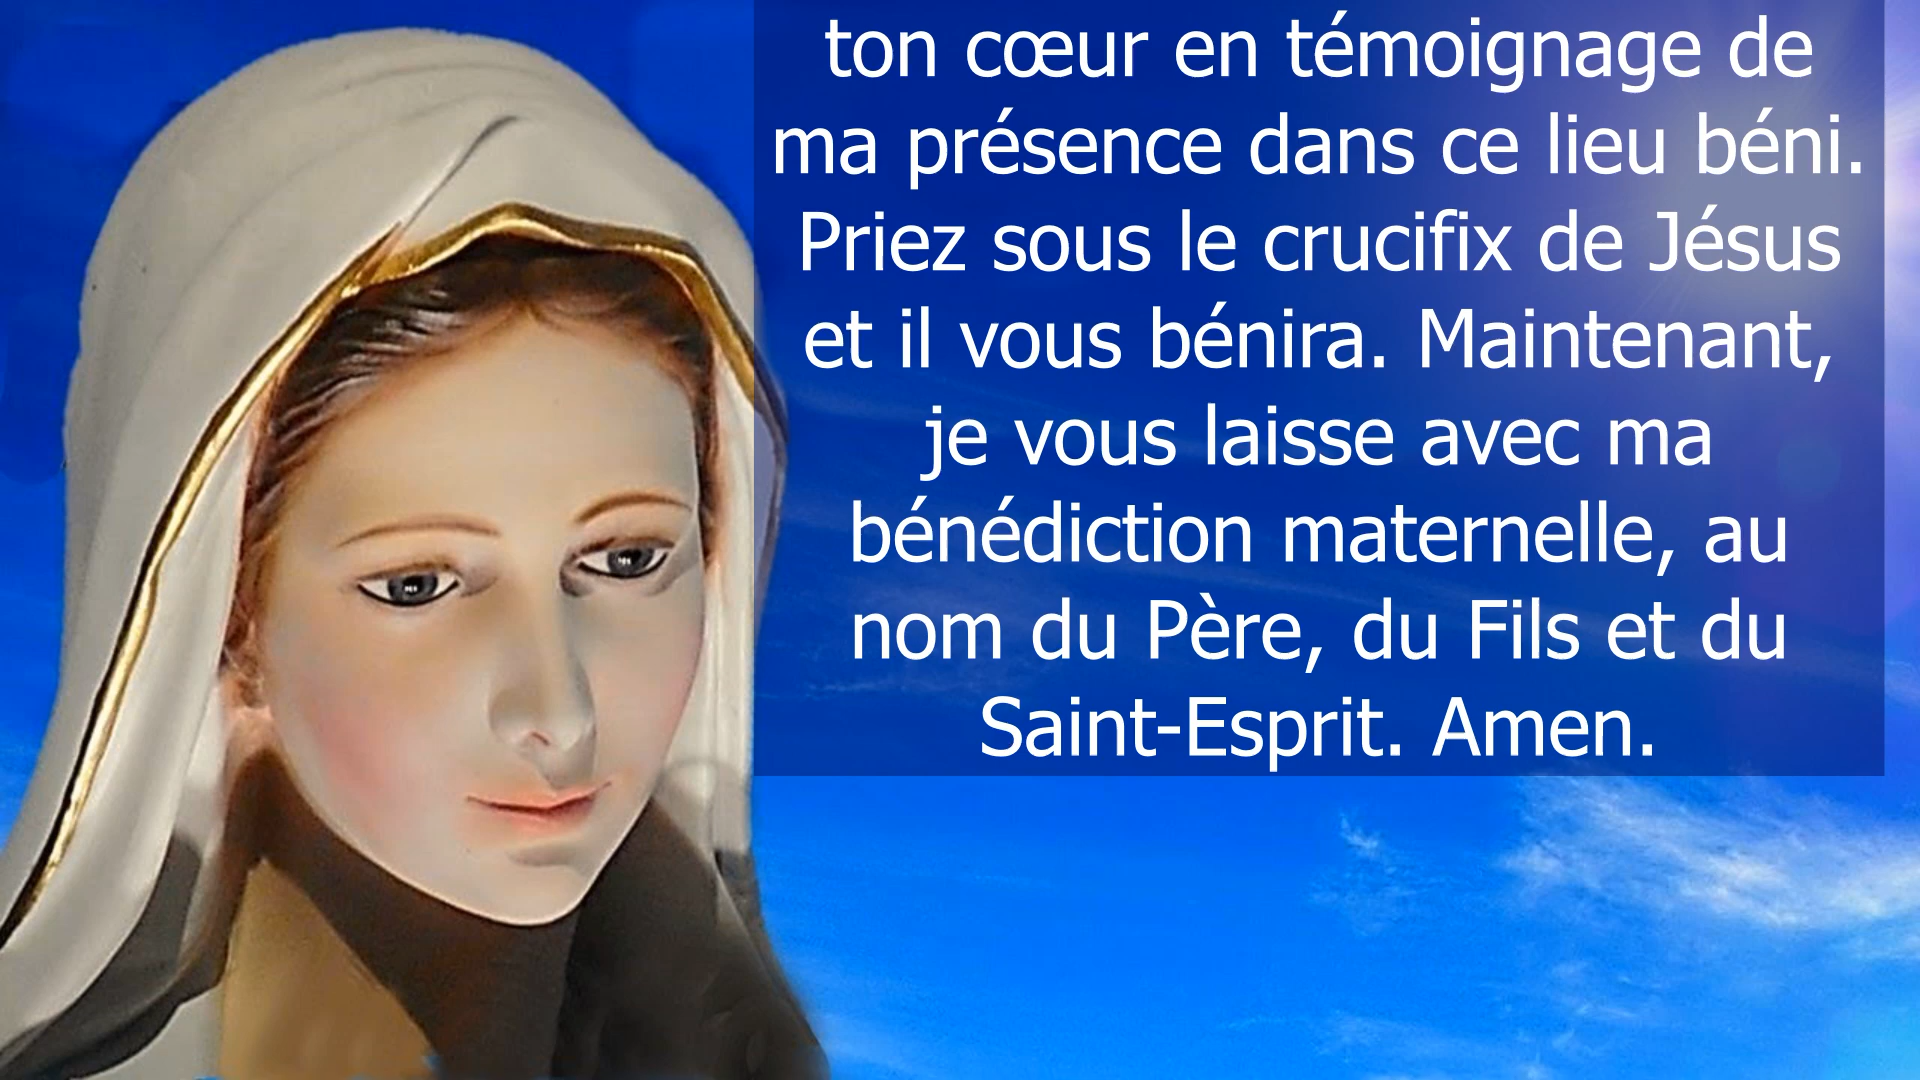 ton cœur en témoignage de
ma présence dans ce lieu béni.
Priez sous le crucifix de Jésus
et il vous bénira. Maintenant,
je vous laisse avec ma
bénédiction maternelle, au
nom du Père, du Fils et du
Saint-Esprit. Amen.